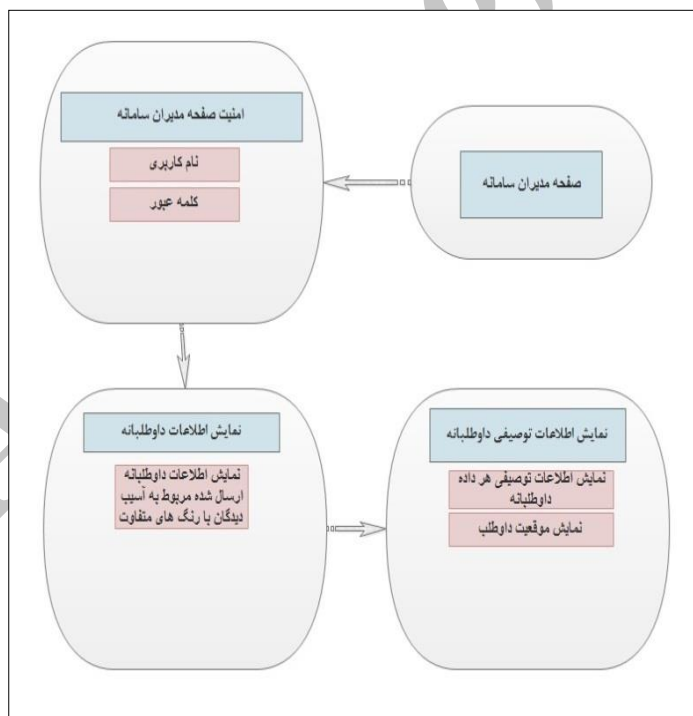 صفحه مدیران سامانه
امنیت صفحه مدیران سامانه
نام کاربری
کلمه عبور
نمایش اطلاعات داوطلبانه
نمایش اطلاعات داوطلبانه
ارسال شده مربوط به آسیب
دیدگان با رنگ های متفاوت
نمایش اطلاعات توصیفی داوطلبانه
نمایش اطلاعات توصیفی هر داده
داوطلبانه
نمایش موقعیت داوطلب